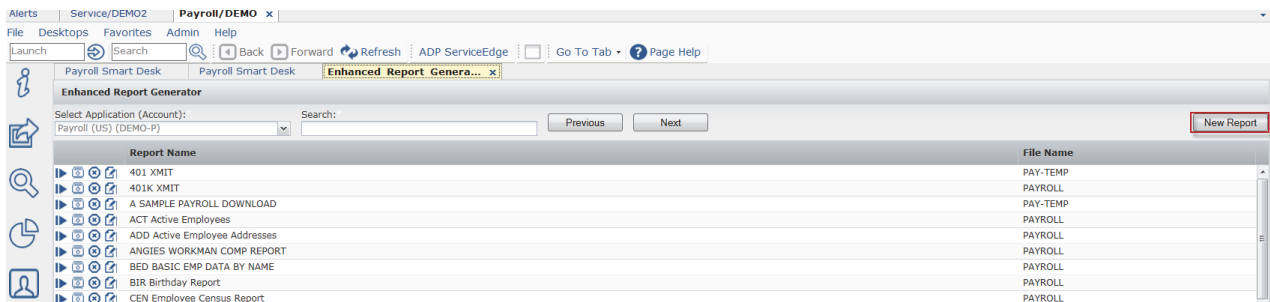 Alerts Service/DEMO2 Payroll/DEMO x
File Desktops Favorites Admin Help
Launch Search Back Forward Refresh ADP ServiceEdge Go To Tab Page Help
Payroll Smart Desk Payroll Smart Desk Enhanced Report Genera... x
Enhanced Report Generator
Select Application (Account): Search:
Payroll (US) (DEMO-P) Previous Next New Report
Report Name File Name
401 XMIT PAY-TEMP
401K XMIT PAYROLL
A SAMPLE PAYROLL DOWNLOAD PAY-TEMP
ACT Active Employees PAYROLL
ADD Active Employee Addresses PAYROLL
ANGIES WORKMAN COMP REPORT PAYROLL
BED BASIC EMP DATA BY NAME PAYROLL
BIR Birthday Report PAYROLL
CEN Employee Census Report PAYROLL